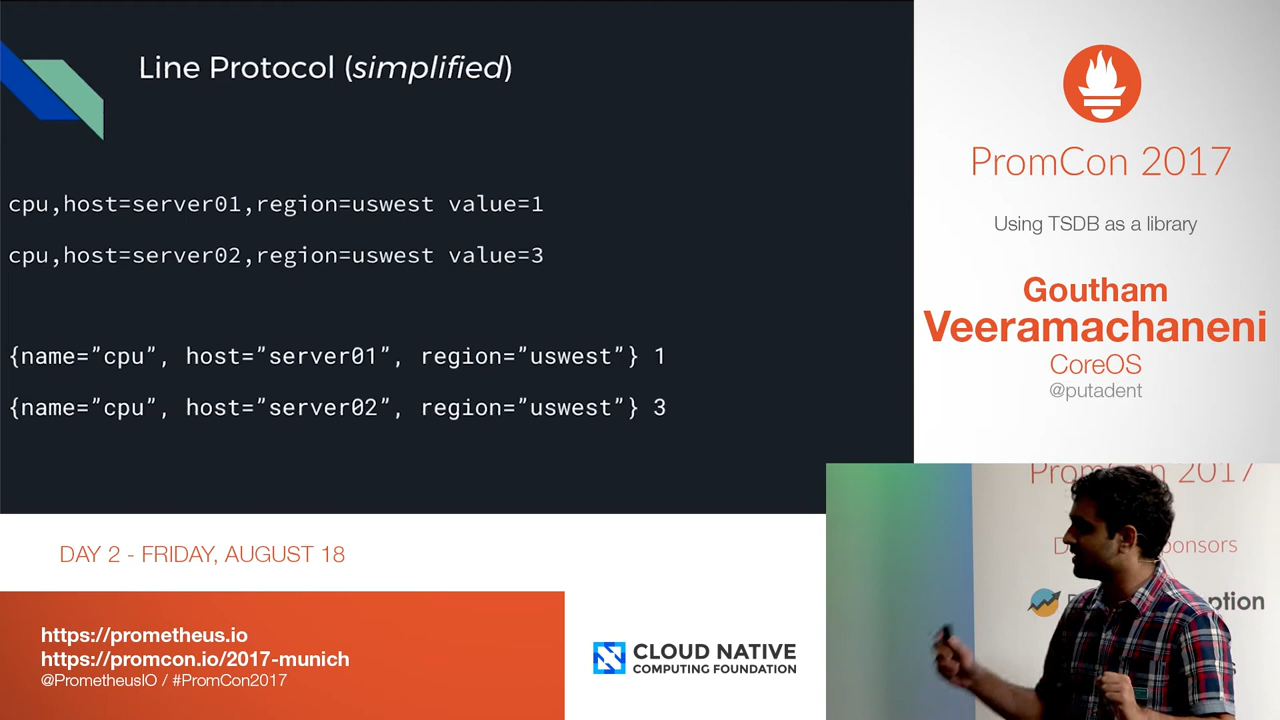 Line Protocol (simplified)
cpu,host=server01,region=uswest value=1
cpu,host=server02,region=uswest value=3
{name=”cpu”, host=”server01”, region=”uswest”} 1
{name=”cpu”, host=”server02”, region=”uswest”} 3
PromCon 2017
Using TSDB as a library
Goutham
Veeramachaneni
CoreOS
@putadent
DAY 2 - FRIDAY, AUGUST 18
https://prometheus.io
https://promcon.io/2017-munich
@PrometheusIO / #PromCon2017
CLOUD NATIVE
COMPUTING FOUNDATION
PromCon 2017